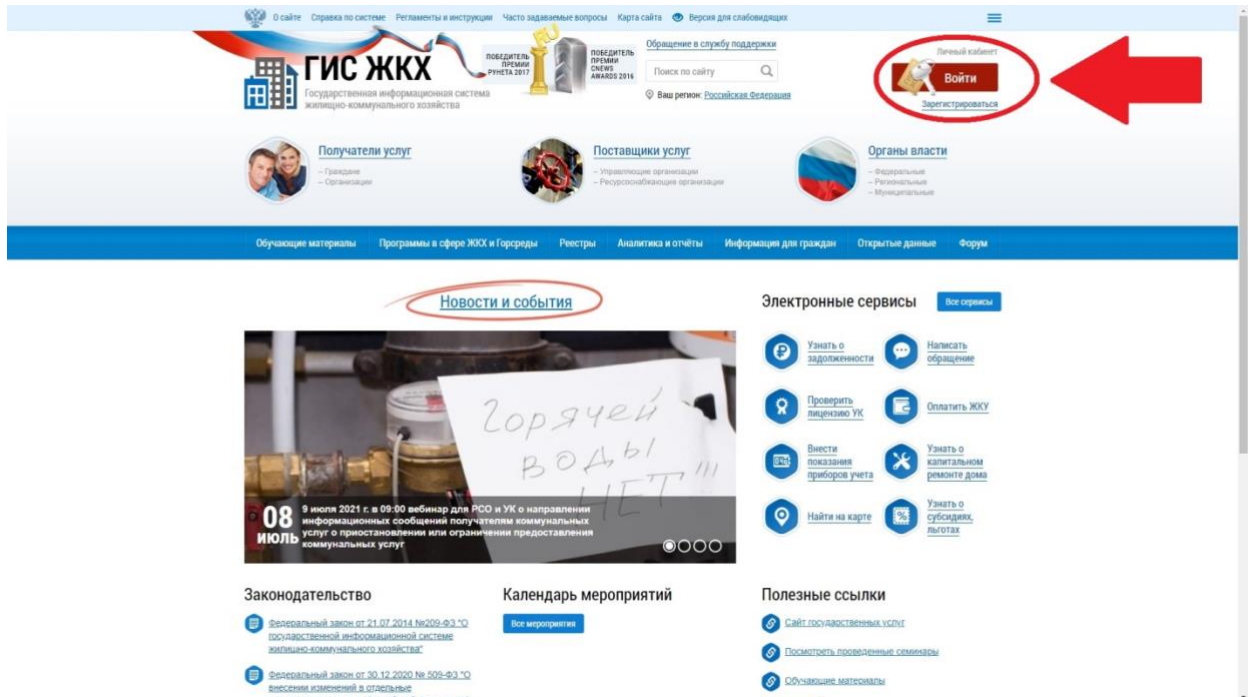 О сайте Справка по системе Регламенты и инструкции Часто задаваемые вопросы Карта сайта Версия для слабовидящих
ГИС ЖКХ
Государственная информационная система
жилищно-коммунального хозяйства
ПОБЕДИТЕЛЬ
ПРЕМИИ
РУНЕТА 2017
RU
ПОБЕДИТЕЛЬ
ПРЕМИИ
CNEWS
AWARDS 2016
Обращение в службу поддержки
Поиск по сайту
Ваш регион: Российская Федерация
Личный кабинет
Войти
Зарегистрироваться
Получатели услуг
– Граждане
– Организации
Поставщики услуг
– Управляющие организации
– Ресурсоснабжающие организации
Органы власти
– Федеральные
– Региональные
– Муниципальные
Обучающие материалы Программы в сфере ЖКХ и Горсреды Реестры Аналитика и отчёты Информация для граждан Открытые данные Форум
Новости и события
Горячей
воды
нет!!!
08
июль
9 июля 2021 г. в 09:00 вебинар для РСО и УК о направлении
информационных сообщений получателям коммунальных
услуг о приостановлении или ограничении предоставления
коммунальных услуг
Электронные сервисы
Все сервисы
Узнать о
задолженности
Написать
обращение
Проверить
лицензию УК
Оплатить ЖКУ
Внести
показания
приборов учета
Узнать о
капитальном
ремонте дома
Найти на карте
Узнать о
субсидиях,
льготах
Законодательство
Федеральный закон от 21.07.2014 №209-ФЗ "О
государственной информационной системе
жилищно-коммунального хозяйства"
Федеральный закон от 30.12.2020 № 509-ФЗ "О
внесении изменений в отдельные
Календарь мероприятий
Все мероприятия
Полезные ссылки
Сайт государственных услуг
Посмотреть проведенные семинары
Обучающие материалы